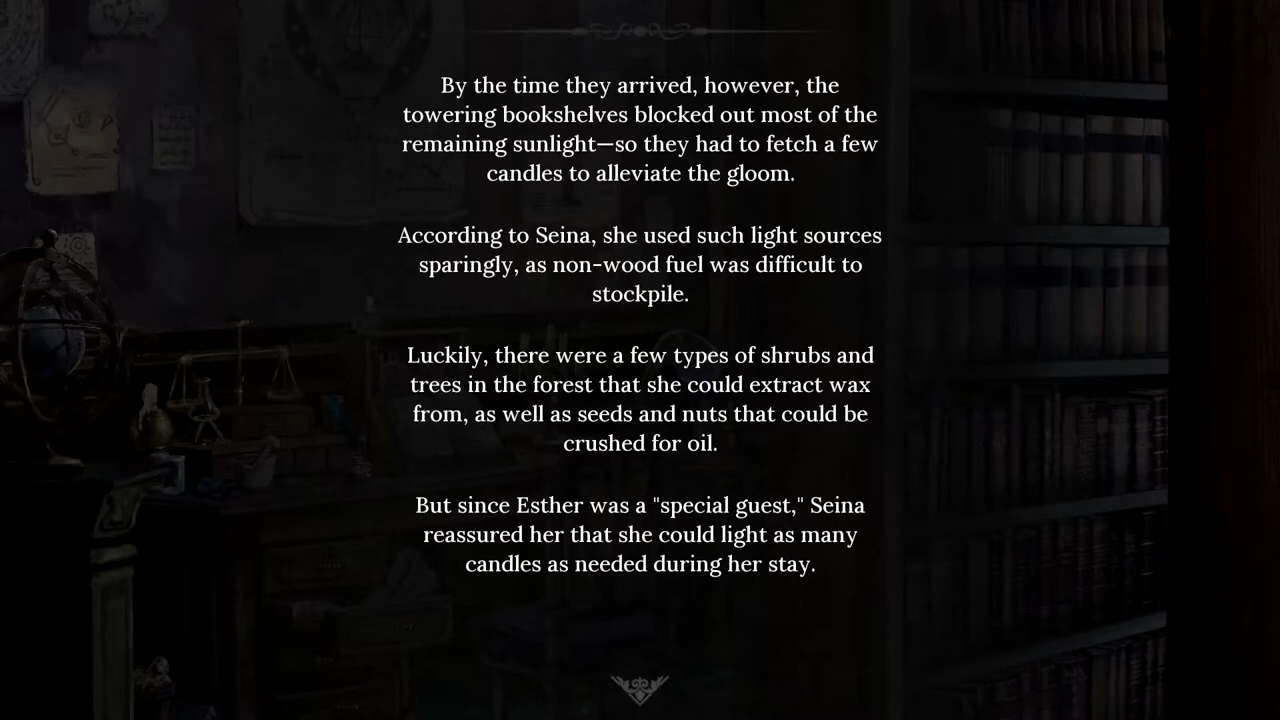 By the time they arrived, however, the
towering bookshelves blocked out most of the
remaining sunlight—so they had to fetch a few
candles to alleviate the gloom.
According to Seina, she used such light sources
sparingly, as non-wood fuel was difficult to
stockpile.
Luckily, there were a few types of shrubs and
trees in the forest that she could extract wax
from, as well as seeds and nuts that could be
crushed for oil.
But since Esther was a "special guest," Seina
reassured her that she could light as many
candles as needed during her stay.